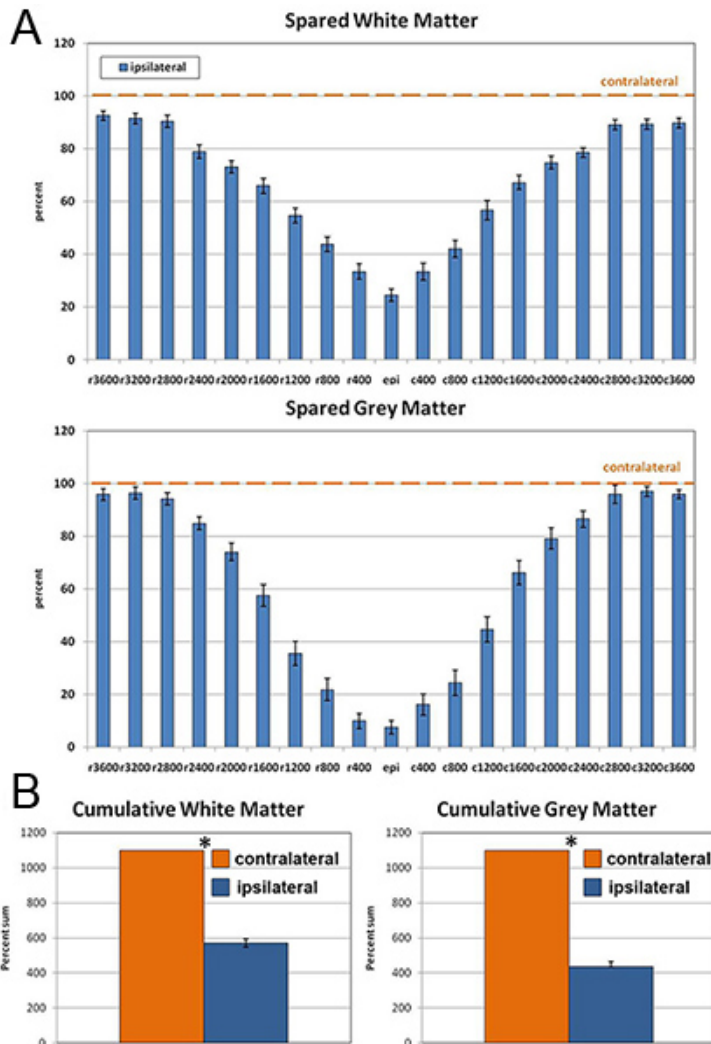 A
Spared White Matter
120
ipsilateral
contralateral
100
80
percent
60
40
20
0
r3600 r3200 r2800 r2400 r2000 r1600 r1200 r800 r400 epi c400 c800 c1200 c1600 c2000 c2400 c2800 c3200 c3600
Spared Grey Matter
120
contralateral
100
80
percent
60
40
20
0
r3600 r3200 r2800 r2400 r2000 r1600 r1200 r800 r400 epi c400 c800 c1200 c1600 c2000 c2400 c2800 c3200 c3600
B
Cumulative White Matter
1200
*
contralateral
1000
ipsilateral
800
Percent sum
600
400
200
0
Cumulative Grey Matter
1200
*
contralateral
1000
ipsilateral
800
Percent sum
600
400
200
0